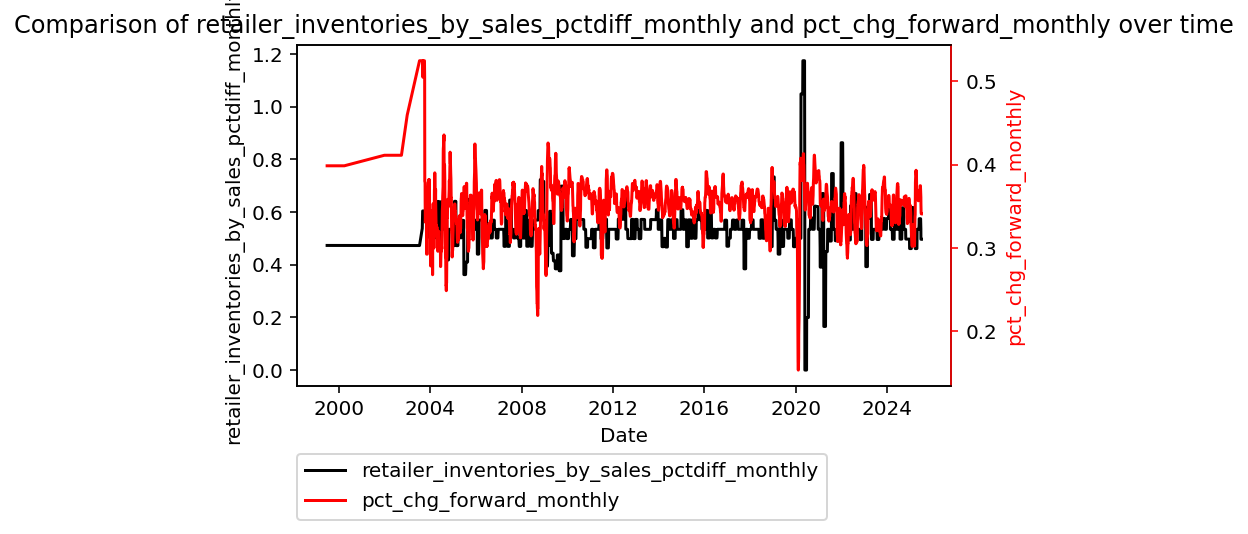 Comparison of retailer_inventories_by_sales_pctdiff_monthly and pct_chg_forward_monthly over time
retailer_inventories_by_sales_pctdiff_monthly
1.2
1.0
0.8
0.6
0.4
0.2
0.0
0.5
0.4
0.3
0.2
pct_chg_forward_monthly
2000 2004 2008 2012 2016 2020 2024
Date
retailer_inventories_by_sales_pctdiff_monthly
pct_chg_forward_monthly